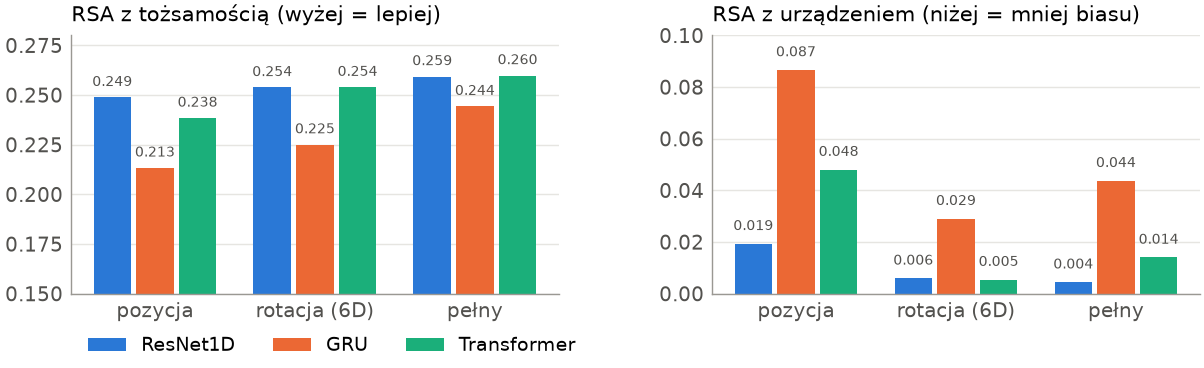 RSA z tożsamością (wyżej = lepiej)
0.275
0.250
0.225
0.200
0.175
0.150
0.249
0.213
0.238
0.254
0.225
0.254
0.259
0.244
0.260
pozycja
rotacja (6D)
pełny
ResNet1D
GRU
Transformer
RSA z urządzeniem (niżej = mniej biasu)
0.10
0.08
0.06
0.04
0.02
0.00
0.019
0.087
0.048
0.006
0.029
0.005
0.004
0.044
0.014
pozycja
rotacja (6D)
pełny